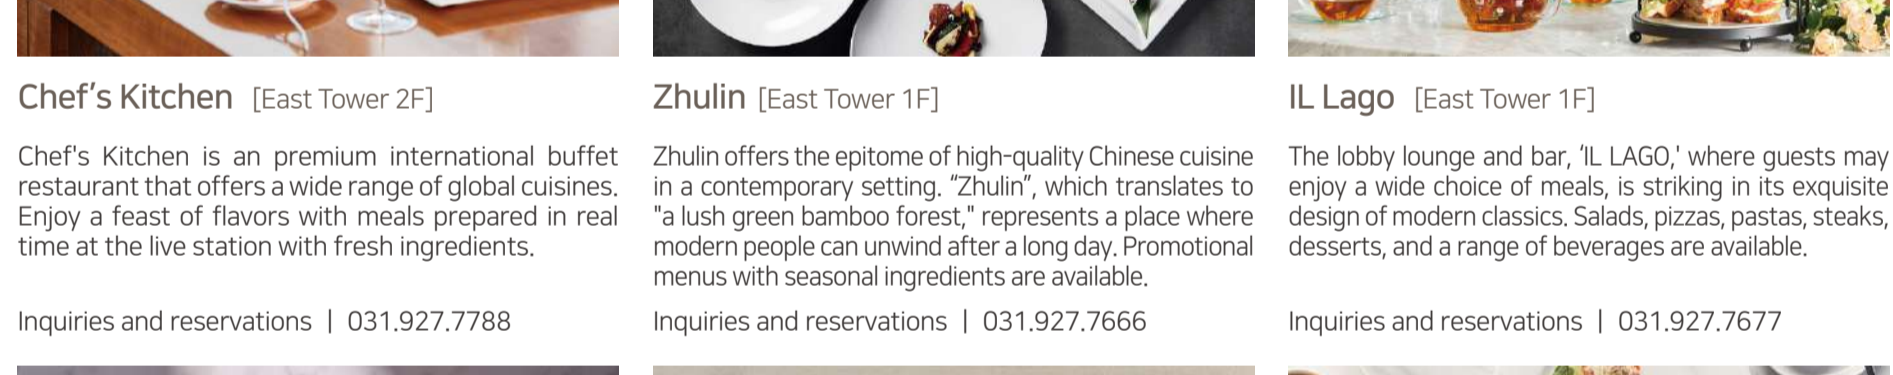 Chef's Kitchen [East Tower 2F]
Chef's Kitchen is an premium international buffet
restaurant that offers a wide range of global cuisines.
Enjoy a feast of flavors with meals prepared in real
time at the live station with fresh ingredients.
Inquiries and reservations | 031.927.7788
Zhulin [East Tower 1F]
Zhulin offers the epitome of high-quality Chinese cuisine
in a contemporary setting. “Zhulin”, which translates to
"a lush green bamboo forest," represents a place where
modern people can unwind after a long day. Promotional
menus with seasonal ingredients are available.
Inquiries and reservations | 031.927.7666
IL Lago [East Tower 1F]
The lobby lounge and bar, ‘IL LAGO,' where guests may
enjoy a wide choice of meals, is striking in its exquisite
design of modern classics. Salads, pizzas, pastas, steaks,
desserts, and a range of beverages are available.
Inquiries and reservations | 031.927.7677